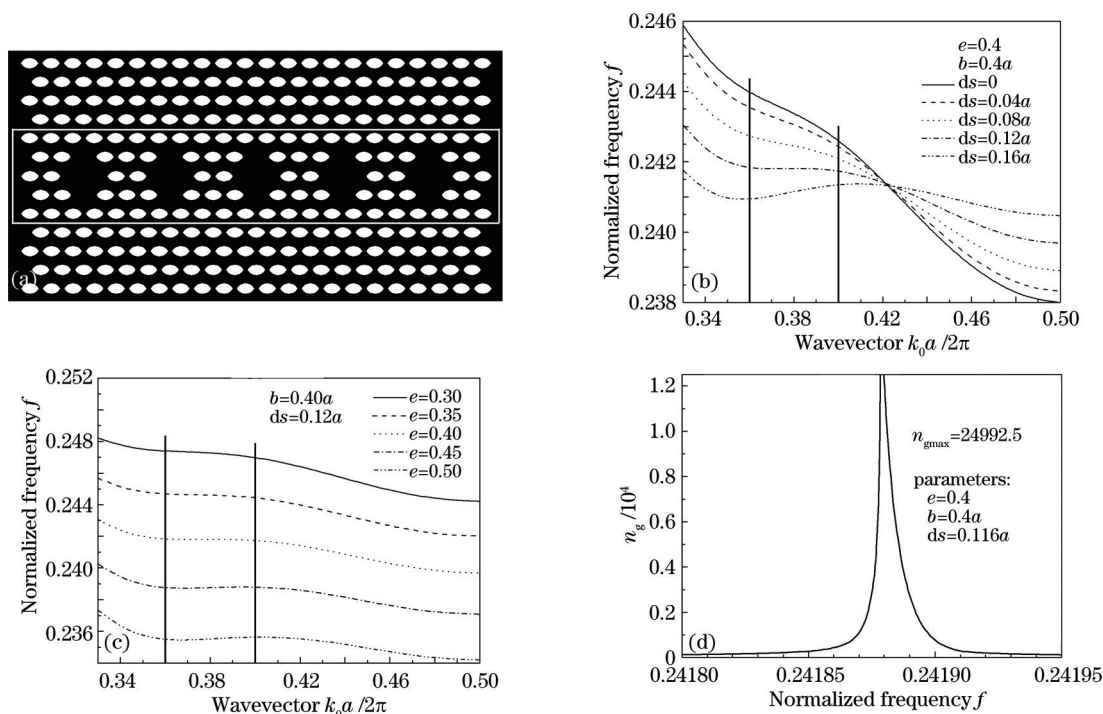 (a)
0.246
0.244
0.242
0.240
0.238
Normalized frequency f
e=0.4
b=0.4a
ds=0
ds=0.04a
ds=0.08a
ds=0.12a
ds=0.16a
(b)
0.34 0.38 0.42 0.46 0.50
Wavevector k₀a /2π
0.252
0.248
0.244
0.240
0.236
Normalized frequency f
b=0.40a
ds=0.12a
e=0.30
e=0.35
e=0.40
e=0.45
e=0.50
(c)
0.34 0.38 0.42 0.46 0.50
Wavevector k₀a /2π
1.2
1.0
0.8
0.6
0.4
0.2
0
n_g /10⁴
n_gmax=24992.5
parameters:
e=0.4
b=0.4a
ds=0.116a
(d)
0.24180 0.24185 0.24190 0.24195
Normalized frequency f